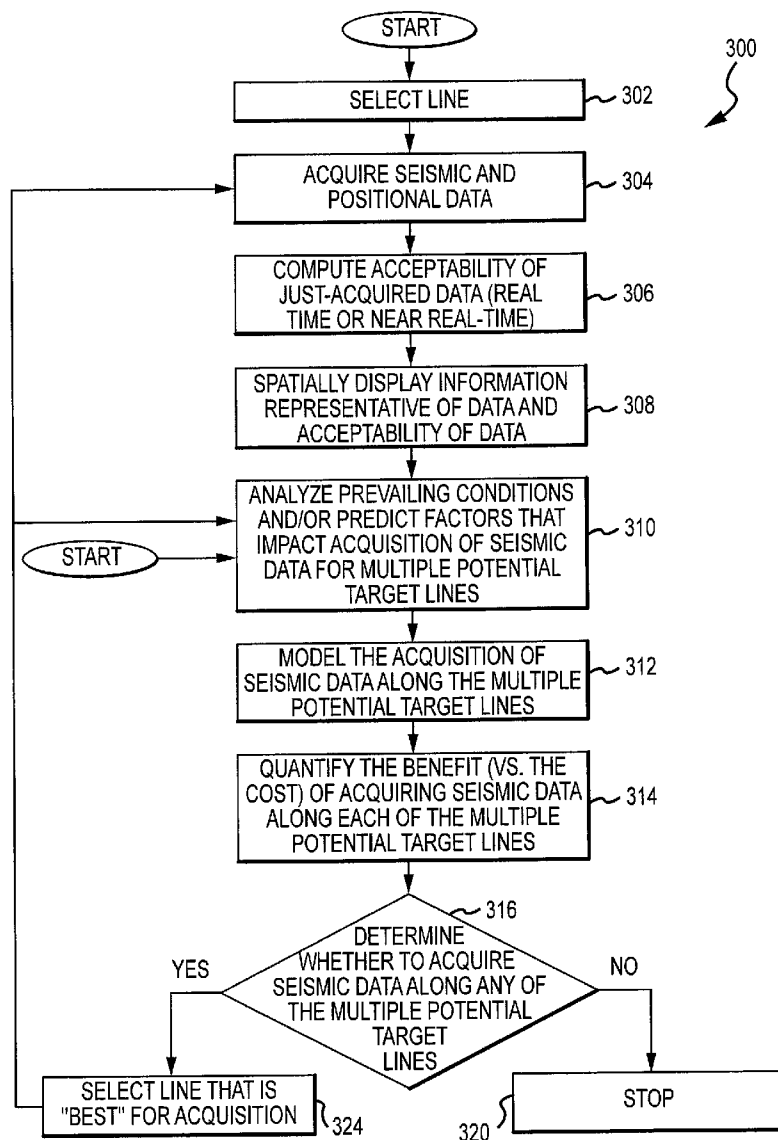 START
300
SELECT LINE
302
ACQUIRE SEISMIC AND
POSITIONAL DATA
304
COMPUTE ACCEPTABILITY OF
JUST-ACQUIRED DATA (REAL
TIME OR NEAR REAL-TIME)
306
SPATIALLY DISPLAY INFORMATION
REPRESENTATIVE OF DATA AND
ACCEPTABILITY OF DATA
308
ANALYZE PREVAILING CONDITIONS
AND/OR PREDICT FACTORS THAT
IMPACT ACQUISITION OF SEISMIC
DATA FOR MULTIPLE POTENTIAL
TARGET LINES
310
START
MODEL THE ACQUISITION OF
SEISMIC DATA ALONG THE MULTIPLE
POTENTIAL TARGET LINES
312
QUANTIFY THE BENEFIT (VS. THE
COST) OF ACQUIRING SEISMIC DATA
ALONG EACH OF THE MULTIPLE
POTENTIAL TARGET LINES
314
316
DETERMINE
WHETHER TO ACQUIRE
SEISMIC DATA ALONG ANY OF
THE MULTIPLE POTENTIAL
TARGET
LINES
YES
NO
SELECT LINE THAT IS
"BEST" FOR ACQUISITION
324
STOP
320